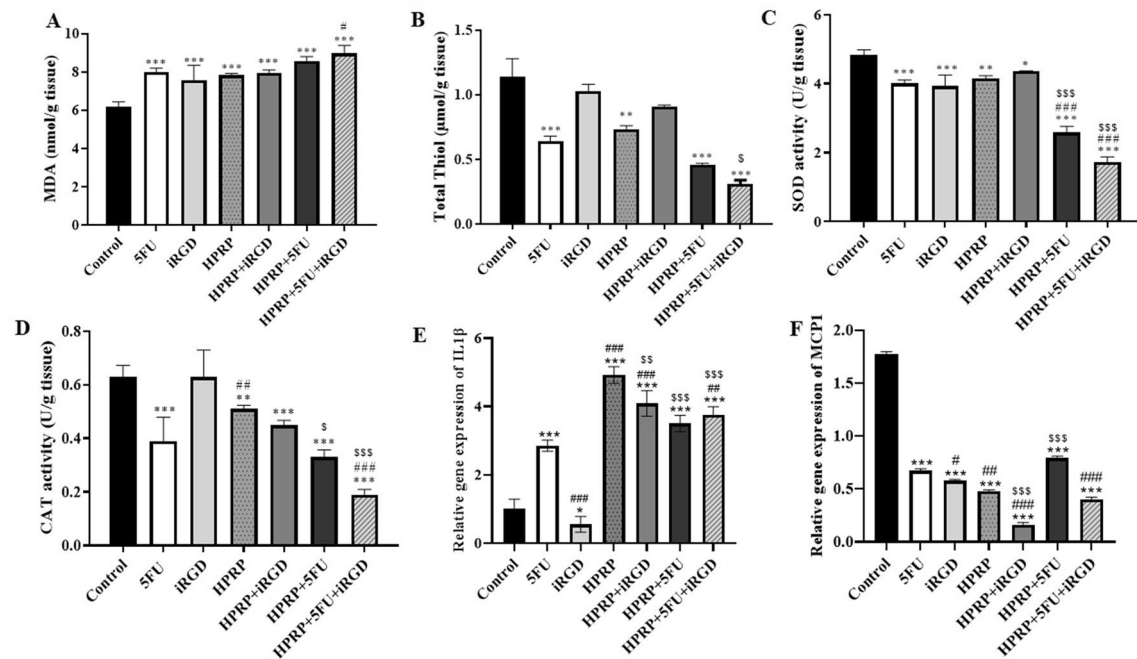 A
MDA (nmol/g tissue)
10
8
6
4
2
0
***
***
***
***
***
#
***
Control
5FU
iRGD
HPRP
HPRP+iRGD
HPRP+5FU
HPRP+5FU+iRGD
B
Total Thiol (µmol/g tissue)
1.5
1.0
0.5
0.0
***
**
***
$
***
Control
5FU
iRGD
HPRP
HPRP+iRGD
HPRP+5FU
HPRP+5FU+iRGD
C
SOD activity (U/g tissue)
6
4
2
0
***
***
**
*
$$$
###
***
$$$
###
***
Control
5FU
iRGD
HPRP
HPRP+iRGD
HPRP+5FU
HPRP+5FU+iRGD
D
CAT activity (U/g tissue)
0.8
0.6
0.4
0.2
0.0
***
##
**
***
$
***
$$$
###
***
Control
5FU
iRGD
HPRP
HPRP+iRGD
HPRP+5FU
HPRP+5FU+iRGD
E
Relative gene expression of IL1β
6
4
2
0
***
###
*
###
***
$$
###
***
$$$
***
$$$
##
***
Control
5FU
iRGD
HPRP
HPRP+iRGD
HPRP+5FU
HPRP+5FU+iRGD
F
Relative gene expression of MCP1
2.0
1.5
1.0
0.5
0.0
***
#
***
##
***
$$$
###
***
$$$
***
###
***
Control
5FU
iRGD
HPRP
HPRP+iRGD
HPRP+5FU
HPRP+5FU+iRGD